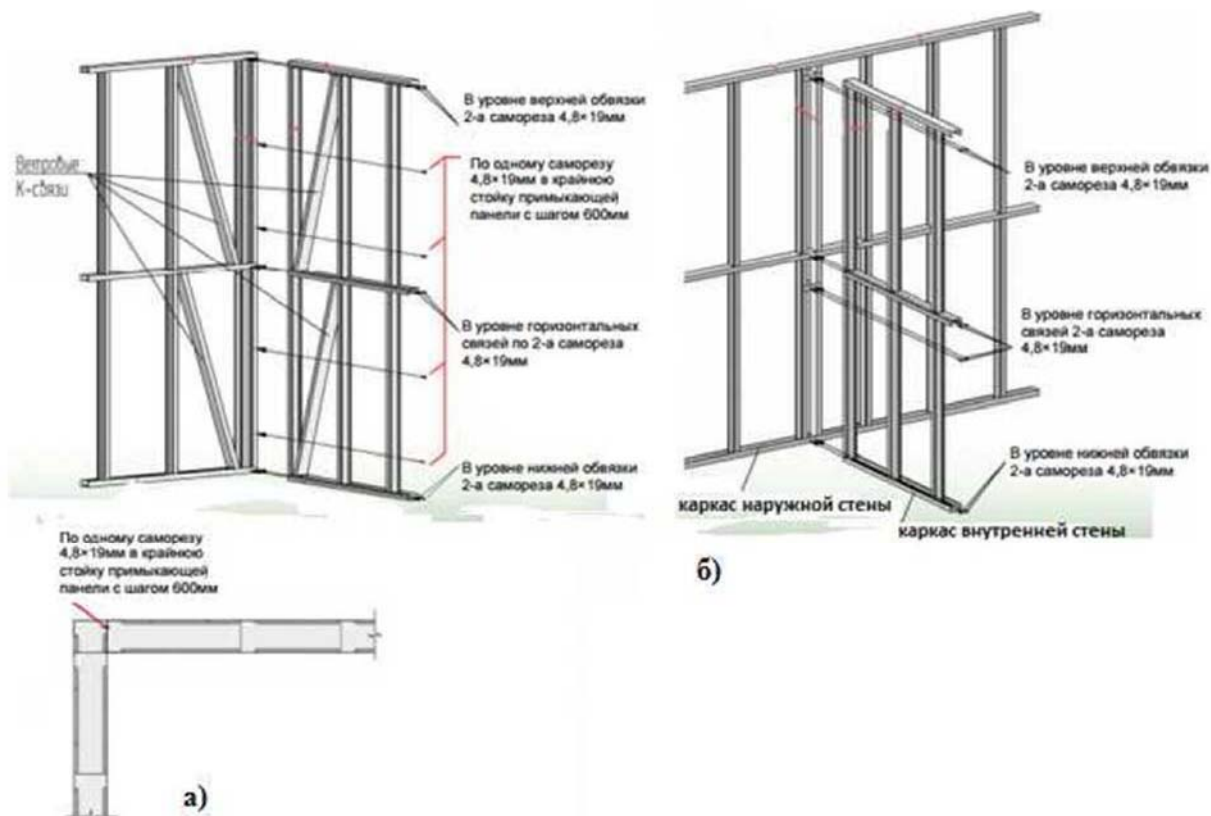 В уровне верхней обвязки
2-а самореза 4,8×19мм
Ветровые
К-связи
По одному саморезу
4,8×19мм в крайнюю
стойку примыкающей
панели с шагом 600мм
В уровне горизонтальных
связей по 2-а самореза
4,8×19мм
В уровне нижней обвязки
2-а самореза 4,8×19мм
По одному саморезу
4,8×19мм в крайнюю
стойку примыкающей
панели с шагом 600мм
а)
В уровне верхней обвязки
2-а самореза 4,8×19мм
В уровне горизонтальных
связей 2-а самореза
4,8×19мм
В уровне нижней обвязки
2-а самореза 4,8×19мм
каркас наружной стены
каркас внутренней стены
б)